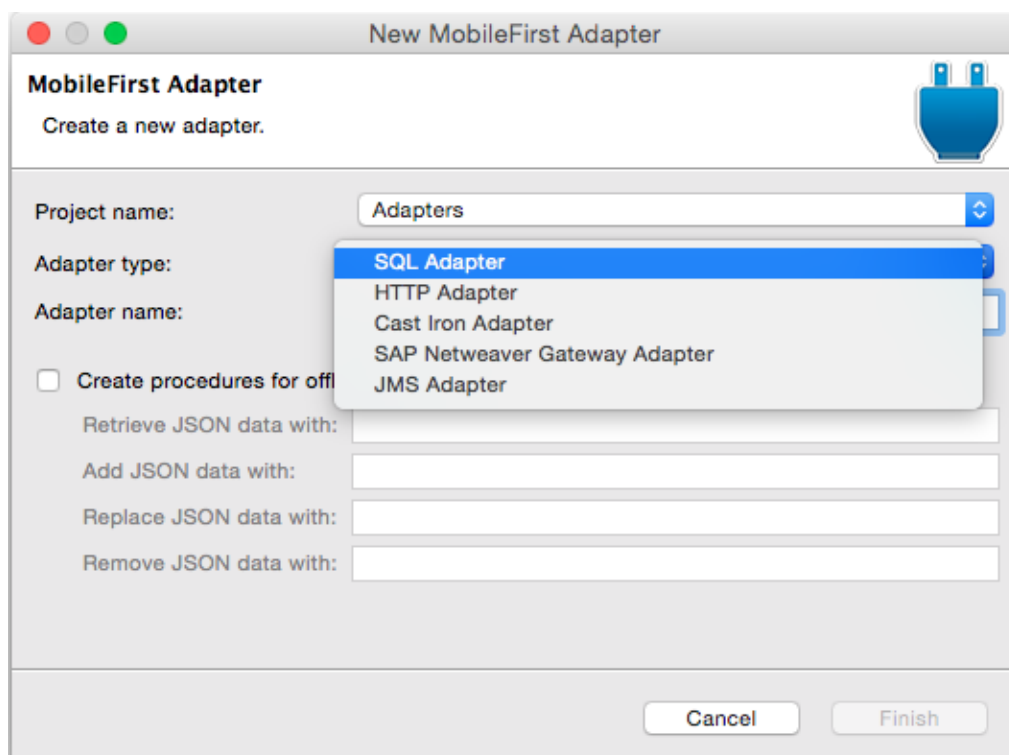 New MobileFirst Adapter
MobileFirst Adapter
Create a new adapter.
Project name: Adapters
Adapter type: SQL Adapter
HTTP Adapter
Adapter name: Cast Iron Adapter
SAP Netweaver Gateway Adapter
Create procedures for offl JMS Adapter
Retrieve JSON data with:
Add JSON data with:
Replace JSON data with:
Remove JSON data with:
Cancel Finish